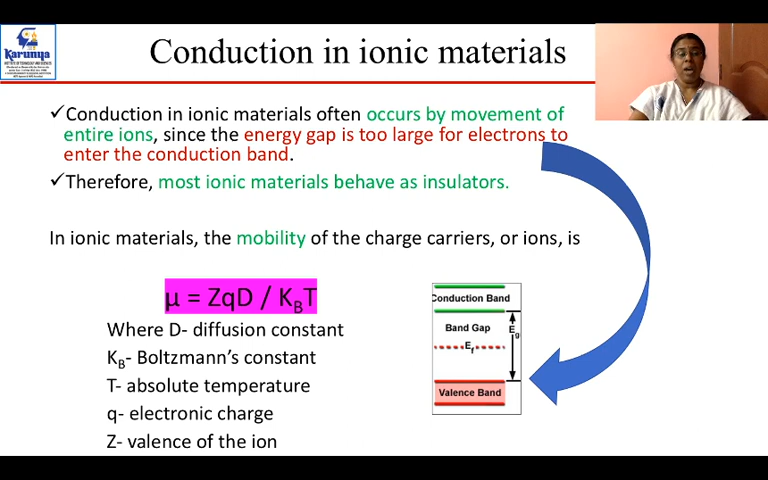 Karunya
Conduction in ionic materials
✓Conduction in ionic materials often occurs by movement of
entire ions, since the energy gap is too large for electrons to
enter the conduction band.
✓Therefore, most ionic materials behave as insulators.
In ionic materials, the mobility of the charge carriers, or ions, is
μ = ZqD / KBT
Where D- diffusion constant
KB- Boltzmann’s constant
T- absolute temperature
q- electronic charge
Z- valence of the ion
Conduction Band
Band Gap
Eg
Ef
Valence Band